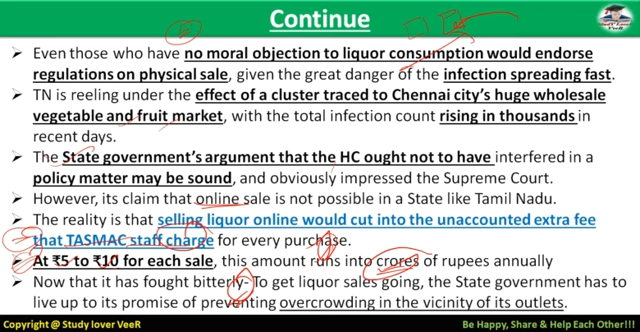 Continue
➢ Even those who have no moral objection to liquor consumption would endorse
regulations on physical sale, given the great danger of the infection spreading fast.
➢ TN is reeling under the effect of a cluster traced to Chennai city's huge wholesale
vegetable and fruit market, with the total infection count rising in thousands in
recent days.
➢ The State government's argument that the HC ought not to have interfered in a
policy matter may be sound, and obviously impressed the Supreme Court.
➢ However, its claim that online sale is not possible in a State like Tamil Nadu.
➢ The reality is that selling liquor online would cut into the unaccounted extra fee
that TASMAC staff charge for every purchase.
➢ At ₹5 to ₹10 for each sale, this amount runs into crores of rupees annually
➢ Now that it has fought bitterly- To get liquor sales going, the State government has to
live up to its promise of preventing overcrowding in the vicinity of its outlets.
Copyright @ Study lover VeeR
Be Happy, Share & Help Each Other!!!